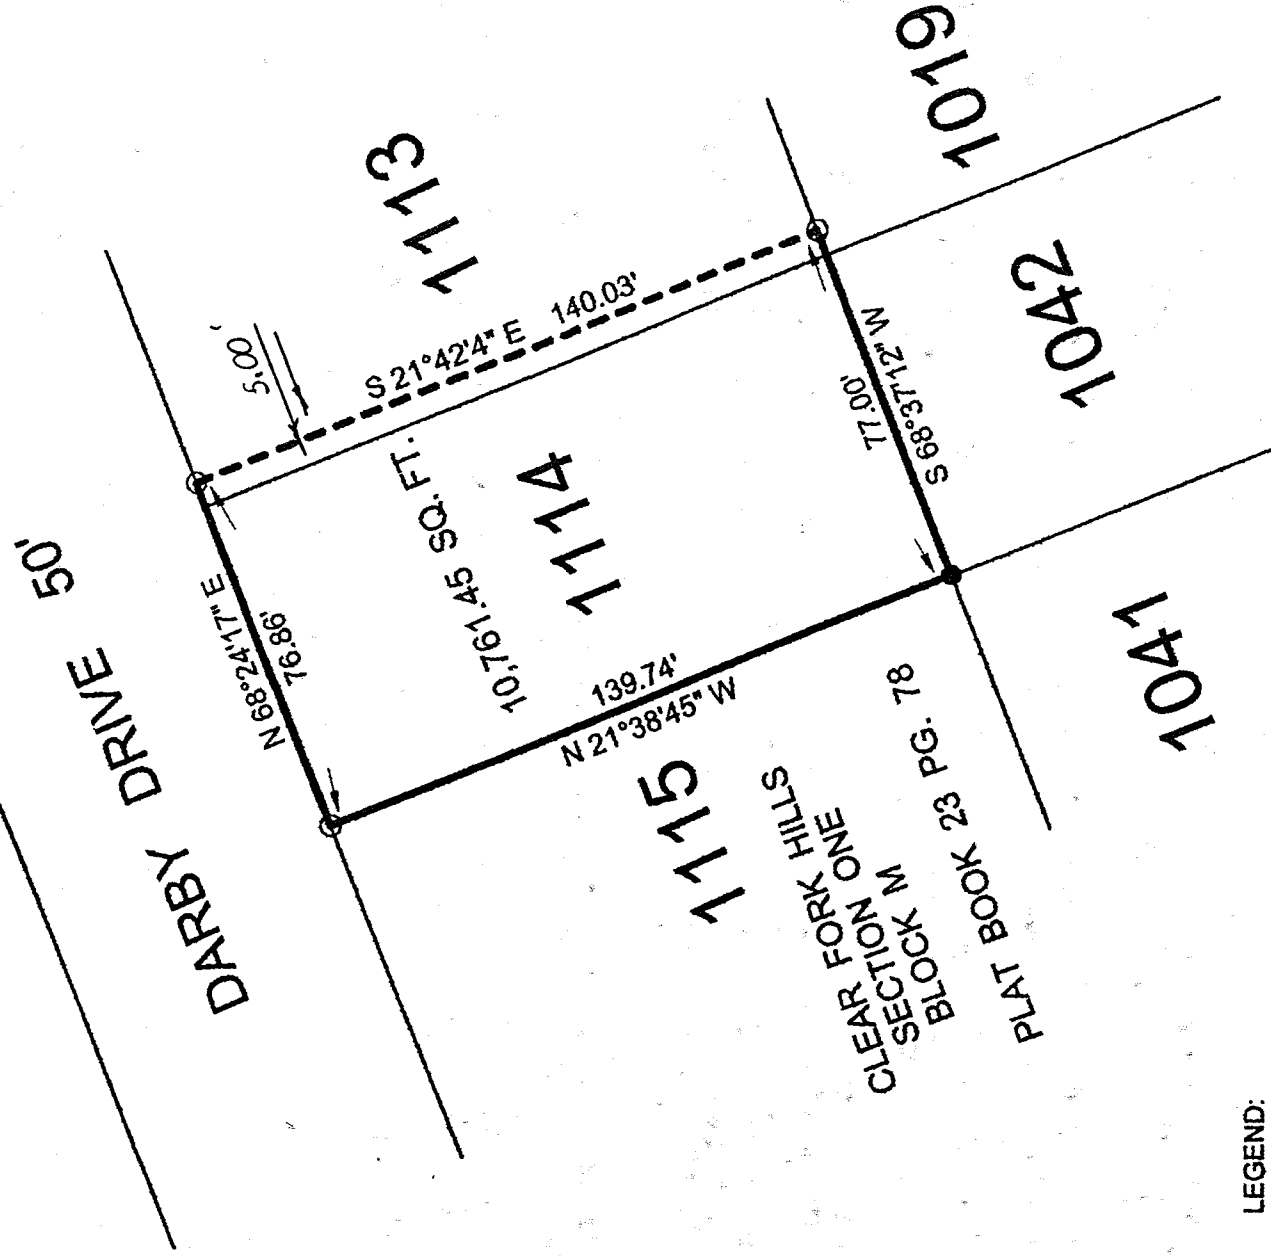 DARBY DRIVE 50'
1019
1113
5.00'
S 21°42'4" E 140.03'
N 68°24'17" E
76.86'
10,761.45 SQ. FT.
1114
77.00'
S 68°37'12" W
1042
139.74'
N 21°38'45" W
1115
1041
CLEAR FORK HILLS
SECTION ONE
BLOCK M
PLAT BOOK 23 PG. 78
LEGEND: